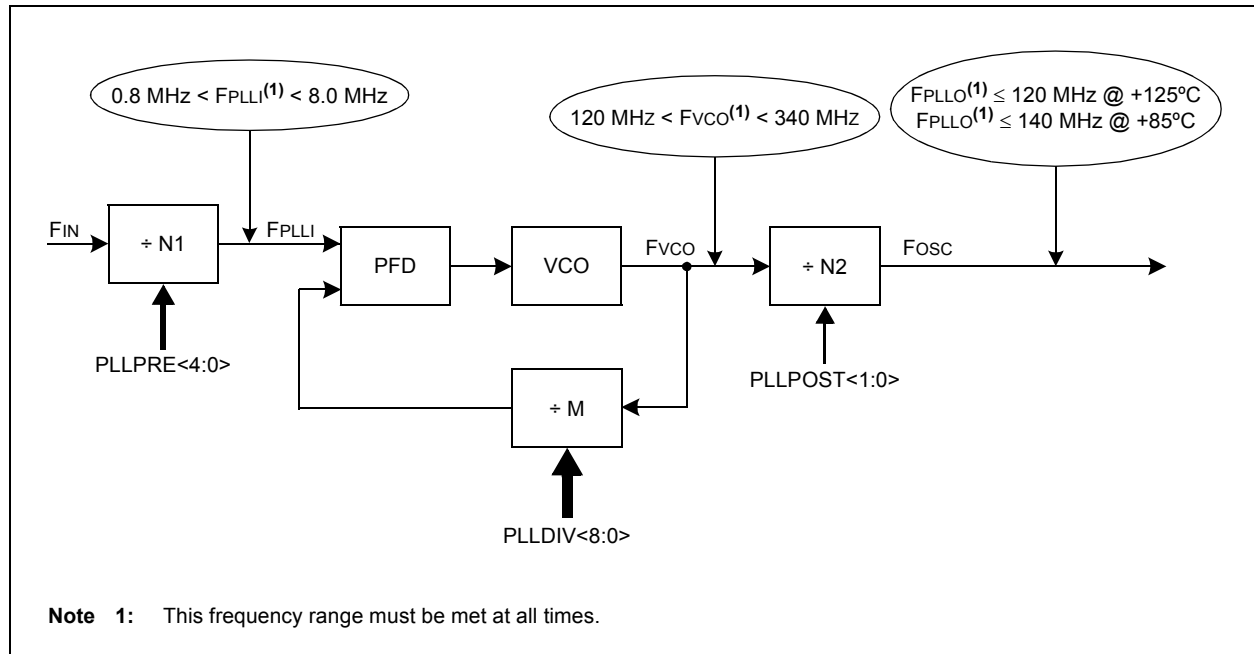 0.8 MHz < FPLLI(1) < 8.0 MHz
120 MHZ < FVCO(1) < 340 MHZ
FPLLO(1) ≤ 120 MHz @ +125ºC
FPLLO(1) ≤ 140 MHz @ +85ºC
FIN
÷ N1
FPLLI
PFD
VCO
FVCO
÷ N2
FOSC
PLLPRE<4:0>
÷ M
PLLPOST<1:0>
PLLDIV<8:0>
Note 1: This frequency range must be met at all times.